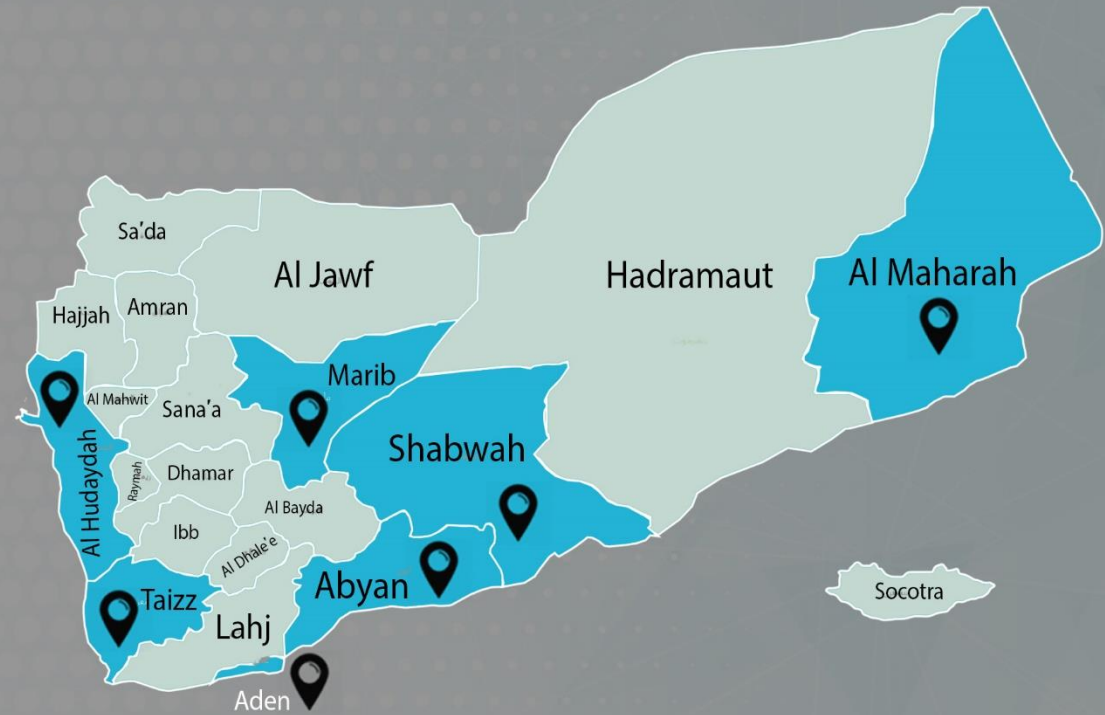 Sa'da
Al Jawf
Hadramaut
Al Maharah
Hajjah
Amran
Marib
Al Mahwit
Sana'a
Shabwah
Al Hudaydah
Raymah
Dhamar
Al Bayda
Ibb
Al Dhale'e
Abyan
Taizz
Socotra
Lahj
Aden